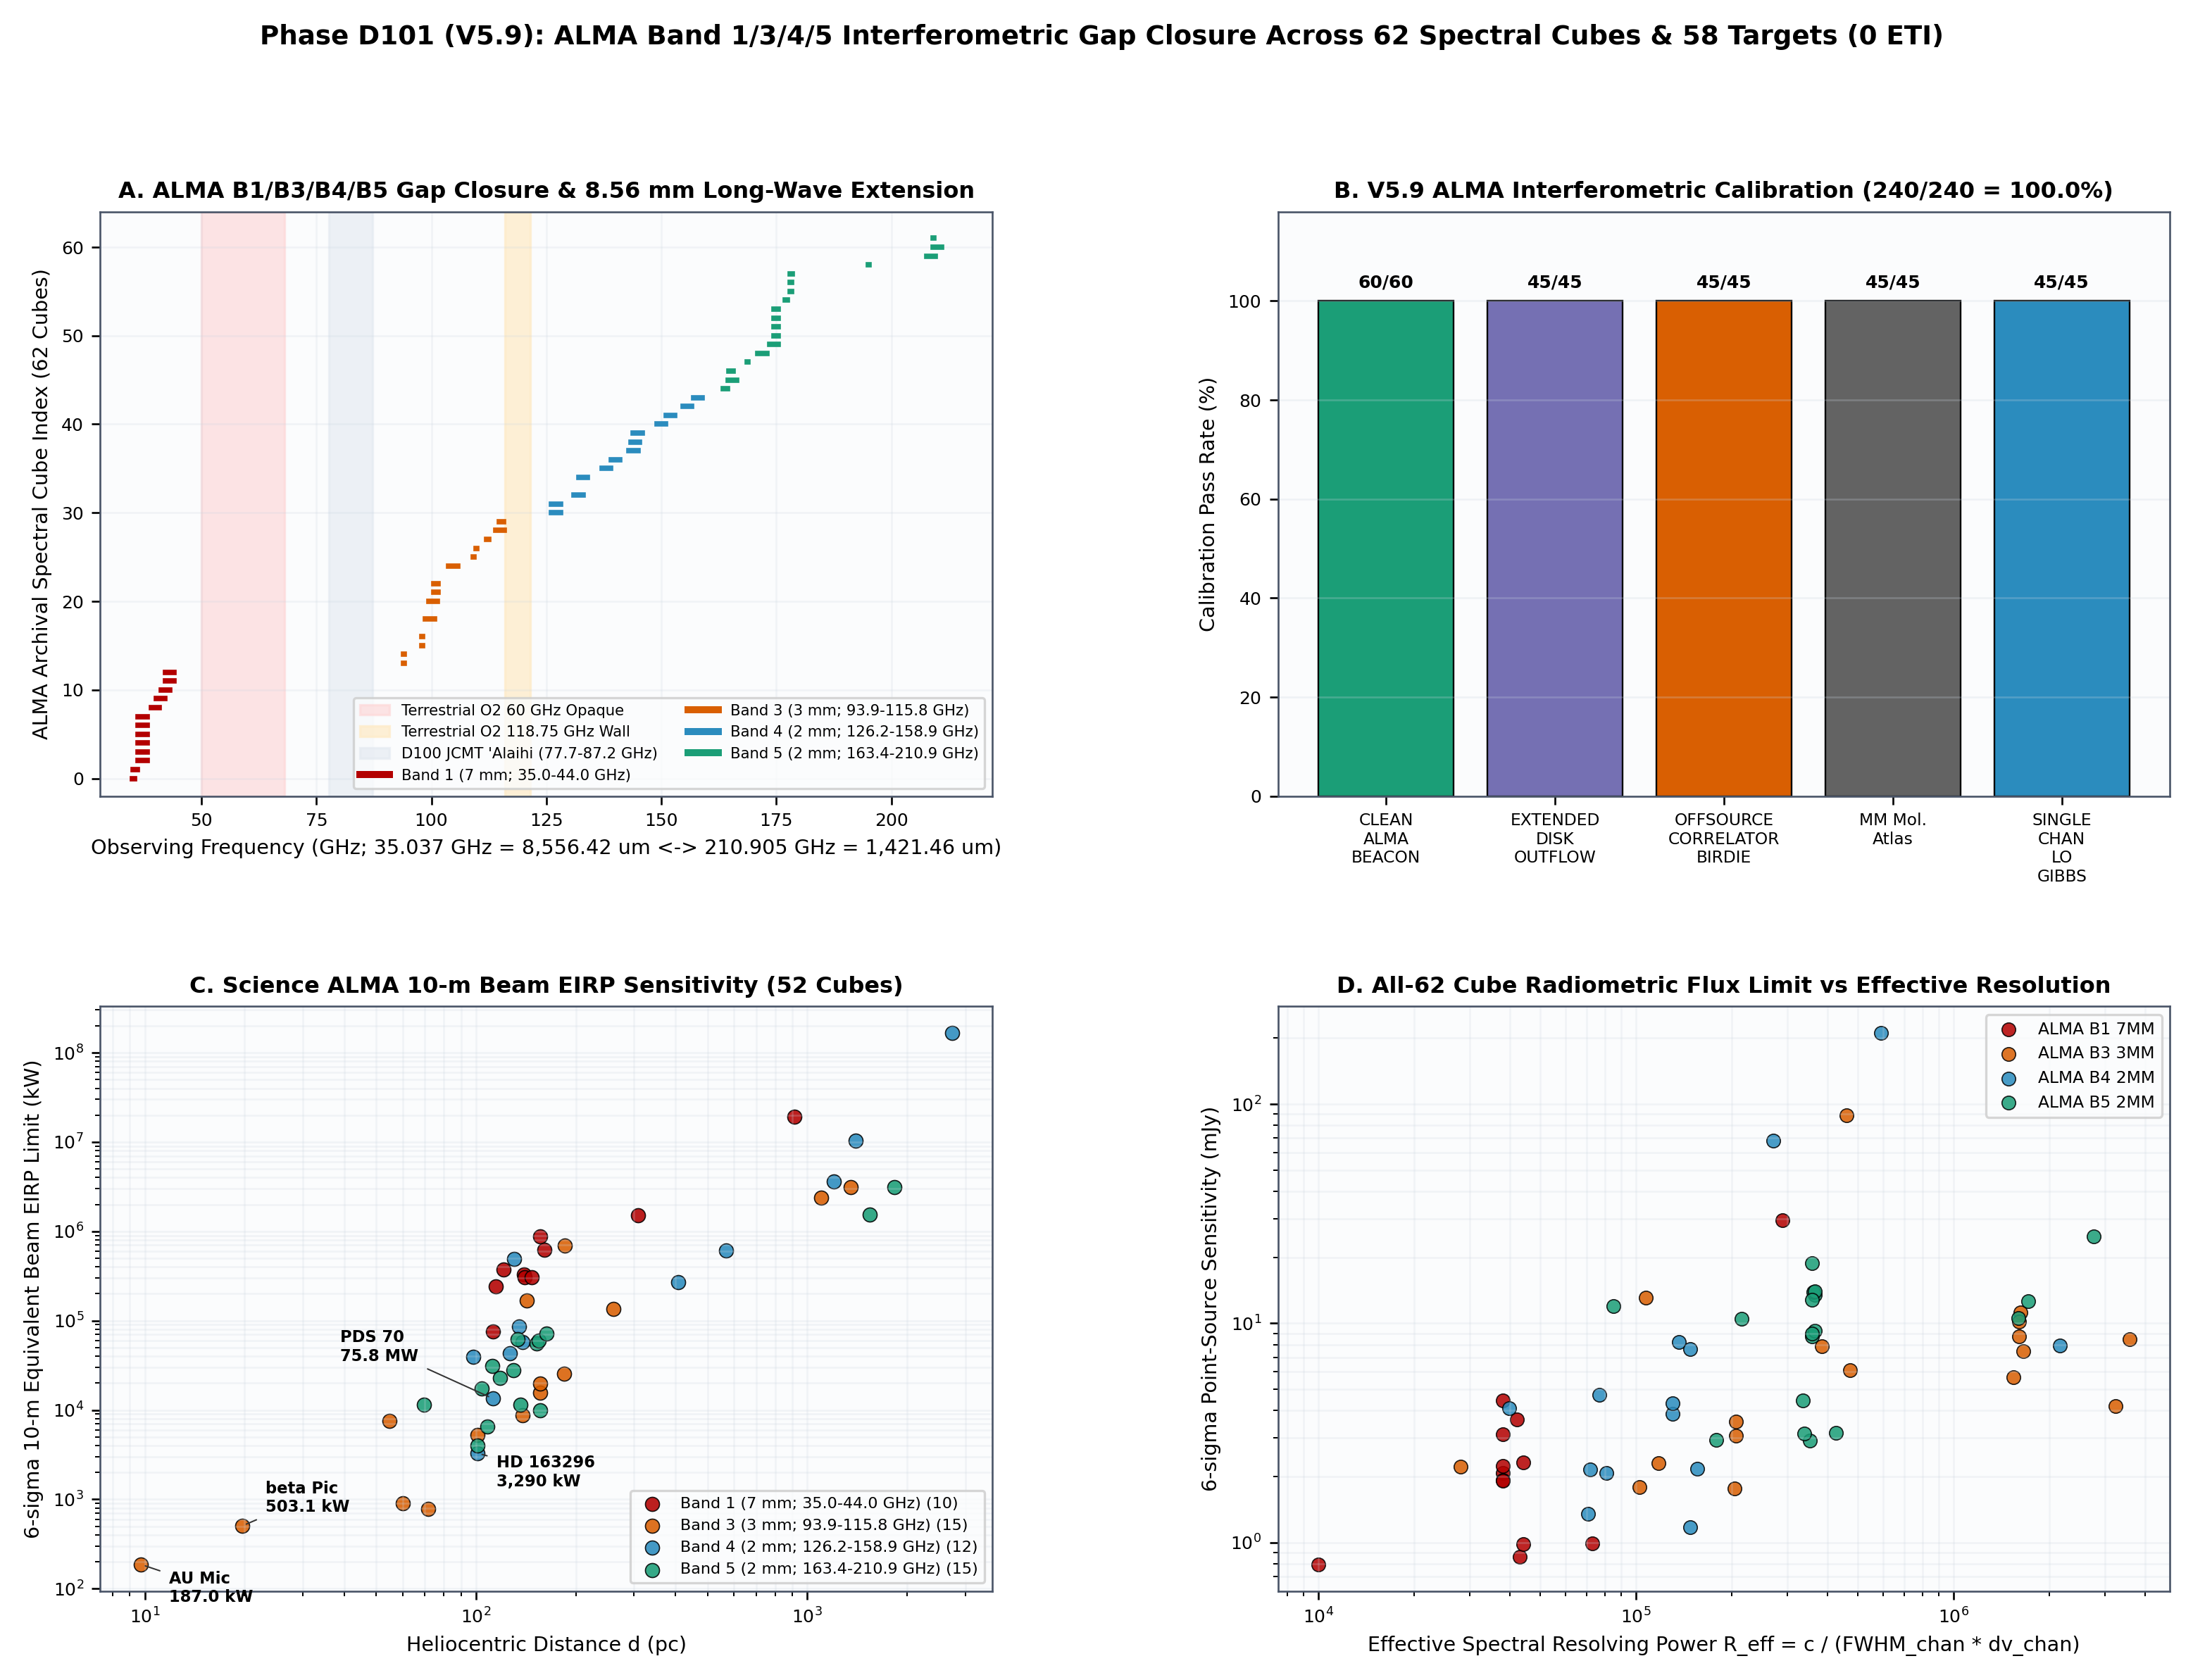 Phase D101 (V5.9): ALMA Band 1/3/4/5 Interferometric Gap Closure Across 62 Spectral Cubes & 58 Targets (0 ETI)
A. ALMA B1/B3/B4/B5 Gap Closure & 8.56 mm Long-Wave Extension
ALMA Archival Spectral Cube Index (62 Cubes)
60
50
40
30
20
10
0
Terrestrial O2 60 GHz Opaque
Terrestrial O2 118.75 GHz Wall
D100 JCMT 'Alaihi (77.7-87.2 GHz)
Band 1 (7 mm; 35.0-44.0 GHz)
Band 3 (3 mm; 93.9-115.8 GHz)
Band 4 (2 mm; 126.2-158.9 GHz)
Band 5 (2 mm; 163.4-210.9 GHz)
50 75 100 125 150 175 200
Observing Frequency (GHz; 35.037 GHz = 8,556.42 um <-> 210.905 GHz = 1,421.46 um)
B. V5.9 ALMA Interferometric Calibration (240/240 = 100.0%)
Calibration Pass Rate (%)
100
80
60
40
20
0
60/60 45/45 45/45 45/45 45/45
CLEAN
ALMA
BEACON
EXTENDED
DISK
OUTFLOW
OFFSOURCE
CORRELATOR
BIRDIE
MM Mol.
Atlas
SINGLE
CHAN
LO
GIBBS
C. Science ALMA 10-m Beam EIRP Sensitivity (52 Cubes)
6-sigma 10-m Equivalent Beam EIRP Limit (kW)
10^8
10^7
10^6
10^5
10^4
10^3
10^2
PDS 70
75.8 MW
HD 163296
3,290 kW
beta Pic
503.1 kW
AU Mic
187.0 kW
Band 1 (7 mm; 35.0-44.0 GHz) (10)
Band 3 (3 mm; 93.9-115.8 GHz) (15)
Band 4 (2 mm; 126.2-158.9 GHz) (12)
Band 5 (2 mm; 163.4-210.9 GHz) (15)
10^1 10^2 10^3
Heliocentric Distance d (pc)
D. All-62 Cube Radiometric Flux Limit vs Effective Resolution
6-sigma Point-Source Sensitivity (mJy)
10^2
10^1
10^0
ALMA B1 7MM
ALMA B3 3MM
ALMA B4 2MM
ALMA B5 2MM
10^4 10^5 10^6
Effective Spectral Resolving Power R_eff = c / (FWHM_chan * dv_chan)